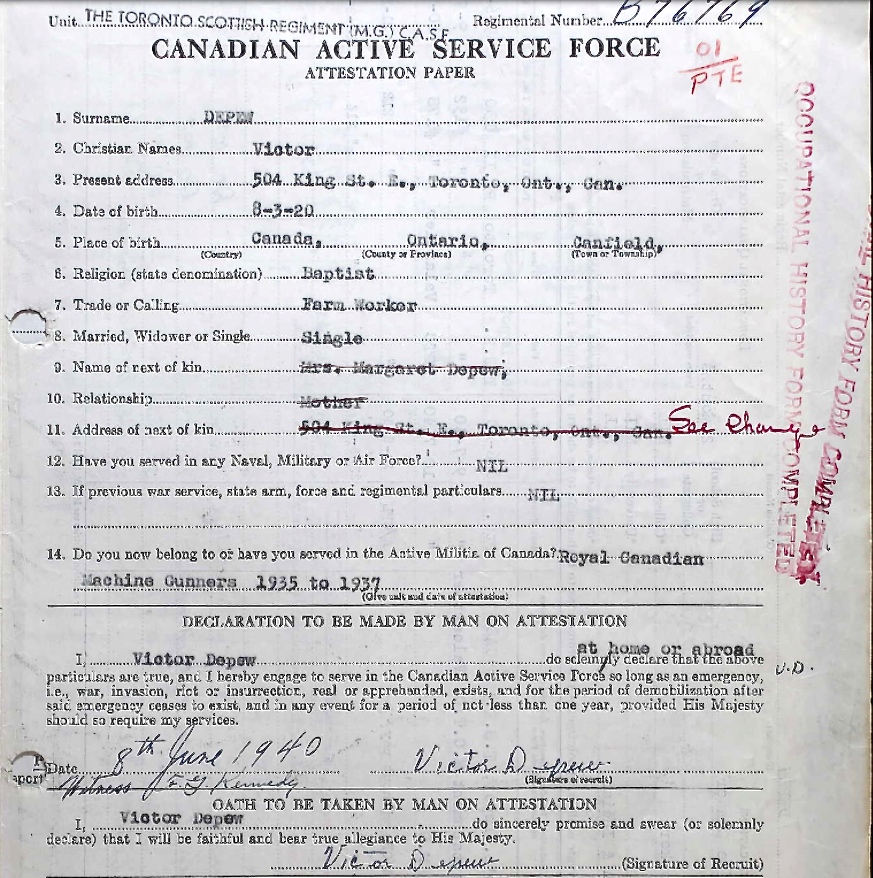 Unit THE TORONTO SCOTTISH REGIMENT (M.G.) C.A.S.F. Regimental Number B76769
CANADIAN ACTIVE SERVICE FORCE
ATTESTATION PAPER
01
PTE
1. Surname DEPEW
2. Christian Names Victor
3. Present address 504 King St. E., Toronto, Ont., Can.
4. Date of birth 8-3-20
5. Place of birth Canada, Ontario, Canfield,
(Country) (County or Province) (Town or Township)
6. Religion (state denomination) Baptist
7. Trade or Calling Farm Worker
8. Married, Widower or Single Single
9. Name of next of kin Mrs. Margaret Depew,
10. Relationship Mother
11. Address of next of kin 504 King St. E., Toronto, Ont., Can. See Change
12. Have you served in any Naval, Military or Air Force? NIL
13. If previous war service, state arm, force and regimental particulars NIL
14. Do you now belong to or have you served in the Active Militia of Canada? Royal Canadian
Machine Gunners 1935 to 1937
(Give unit and date of attestation)
DECLARATION TO BE MADE BY MAN ON ATTESTATION
at home or abroad
I, Victor Depew do solemnly declare that the above
particulars are true, and I hereby engage to serve in the Canadian Active Service Force so long as an emergency,
i.e., war, invasion, riot or insurrection, real or apprehended, exists, and for the period of demobilization after
said emergency ceases to exist, and in any event for a period of not less than one year, provided His Majesty
should so require my services.
V.D.
Date 8th June 1940 Victor Depew
(Signature of recruit)
Witness F G Kennedy
OATH TO BE TAKEN BY MAN ON ATTESTATION
I, Victor Depew do sincerely promise and swear (or solemnly
declare) that I will be faithful and bear true allegiance to His Majesty.
Victor Depew (Signature of Recruit)
OCCUPATIONAL HISTORY FORM COMPLETED
HISTORY FORM COMPLETED